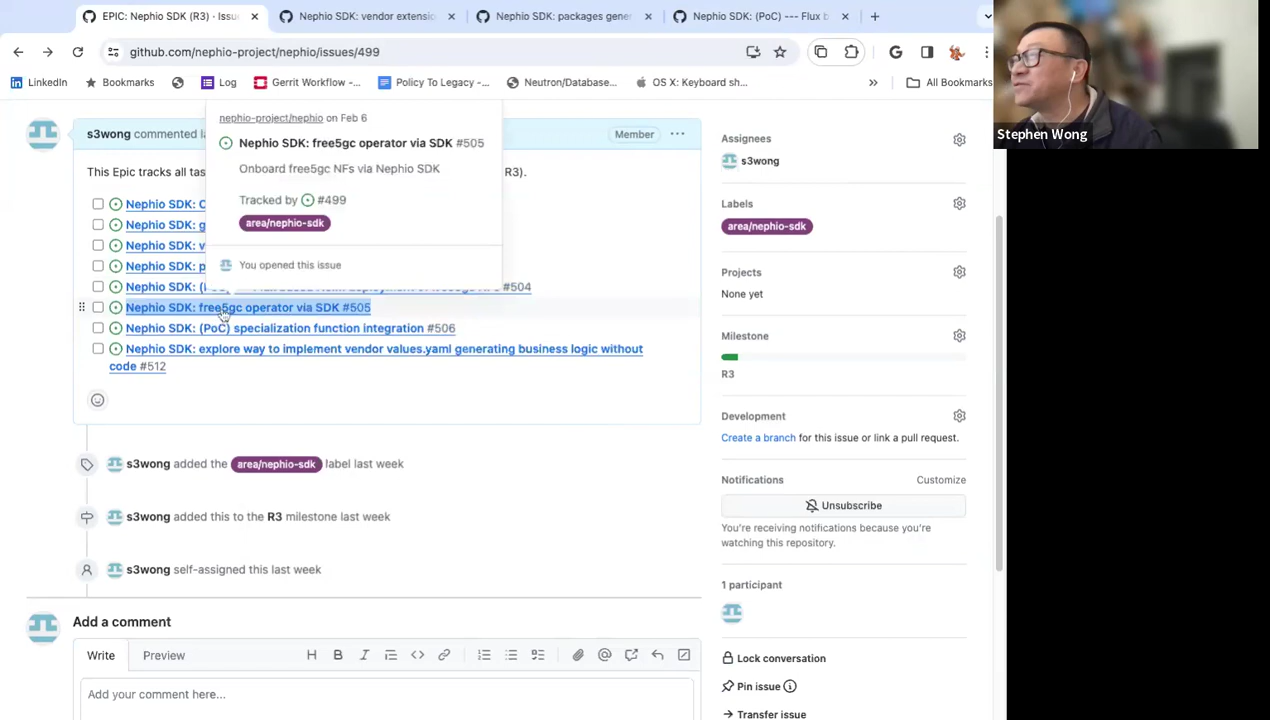 EPIC: Nephio SDK (R3) · Issu
Nephio SDK: vendor extension
Nephio SDK: packages gener
Nephio SDK: (PoC) --- Flux b
github.com/nephio-project/nephio/issues/499
LinkedIn
Bookmarks
Log
Gerrit Workflow -...
Policy To Legacy -...
Neutron/Database...
OS X: Keyboard sh...
»
All Bookmarks
Stephen Wong
s3wong commented la
Member
nephio-project/nephio on Feb 6
Nephio SDK: free5gc operator via SDK #505
Onboard free5gc NFs via Nephio SDK
Tracked by #499
area/nephio-sdk
You opened this issue
This Epic tracks all tas
R3).
Nephio SDK: C
Nephio SDK: g
Nephio SDK: v
Nephio SDK: p
#504
Nephio SDK: free5gc operator via SDK #505
Nephio SDK: (PoC) specialization function integration #506
Nephio SDK: explore way to implement vendor values.yaml generating business logic without
code #512
s3wong added the area/nephio-sdk label last week
s3wong added this to the R3 milestone last week
s3wong self-assigned this last week
Add a comment
Write
Preview
Add your comment here...
Assignees
s3wong
Labels
area/nephio-sdk
Projects
None yet
Milestone
R3
Development
Create a branch for this issue or link a pull request.
Notifications
Customize
Unsubscribe
You're receiving notifications because you're
watching this repository.
1 participant
Lock conversation
Pin issue
Transfer issue